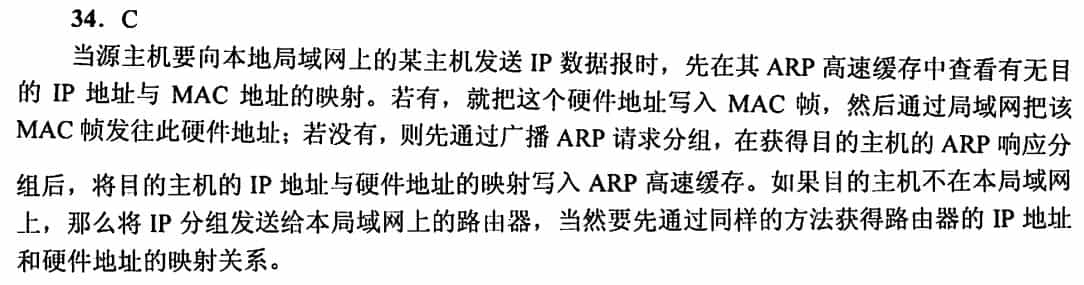 34. C
当源主机要向本地局域网上的某主机发送 IP 数据报时，先在其 ARP 高速缓存中查看有无目
的 IP 地址与 MAC 地址的映射。若有，就把这个硬件地址写入 MAC 帧，然后通过局域网把该
MAC 帧发往此硬件地址；若没有，则先通过广播 ARP 请求分组，在获得目的主机的 ARP 响应分
组后，将目的主机的 IP 地址与硬件地址的映射写入 ARP 高速缓存。如果目的主机不在本局域网
上，那么将 IP 分组发送给本局域网上的路由器，当然要先通过同样的方法获得路由器的 IP 地址
和硬件地址的映射关系。